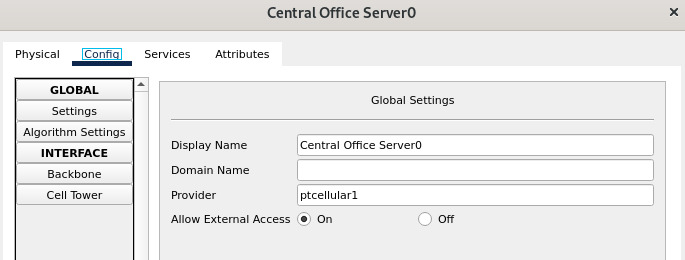 Central Office Server0
Physical Config Services Attributes
GLOBAL
Settings
Algorithm Settings
INTERFACE
Backbone
Cell Tower
Global Settings
Display Name Central Office Server0
Domain Name
Provider ptcellular1
Allow External Access On Off